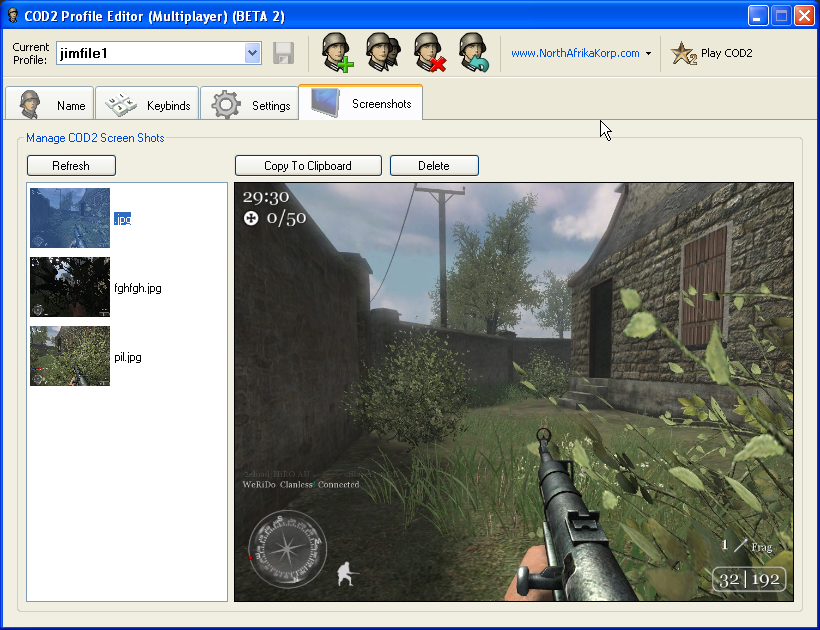 COD2 Profile Editor (Multiplayer) (BETA 2)
Current Profile:
jimfile1
www.NorthAfrikaKorp.com
Play COD2
Name
Keybinds
Settings
Screenshots
Manage COD2 Screen Shots
Refresh
Copy To Clipboard
Delete
.jpg
fghfgh.jpg
pil.jpg
29:30
0/50
WeRiDo Clanless Connected
1
Frag
32|192